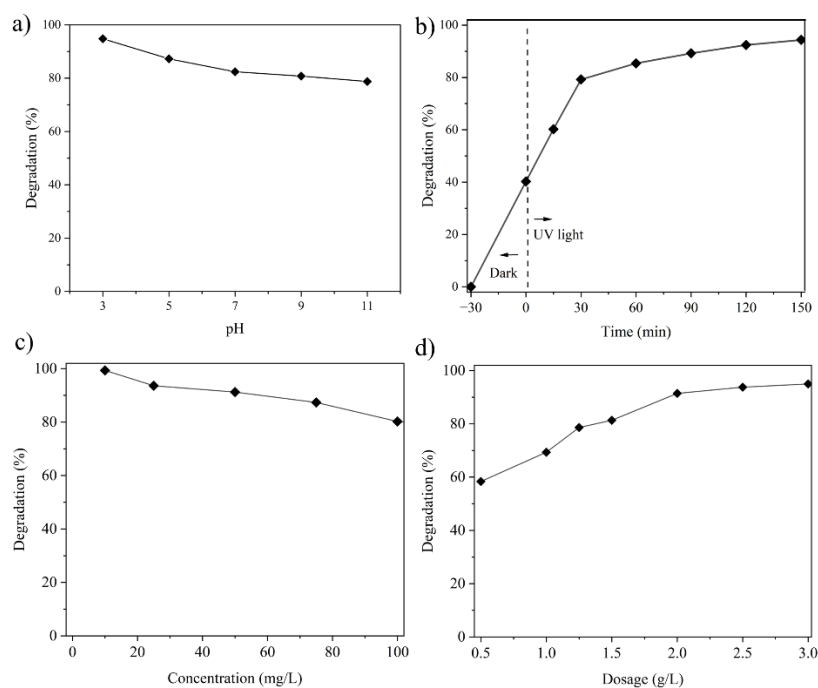 a)
100
80
60
40
20
0
Degradation (%)
3 5 7 9 11
pH
b)
100
80
60
40
20
0
Degradation (%)
UV light
Dark
−30 0 30 60 90 120 150
Time (min)
c)
100
80
60
40
20
0
Degradation (%)
0 20 40 60 80 100
Concentration (mg/L)
d)
100
80
60
40
20
0
Degradation (%)
0.5 1.0 1.5 2.0 2.5 3.0
Dosage (g/L)